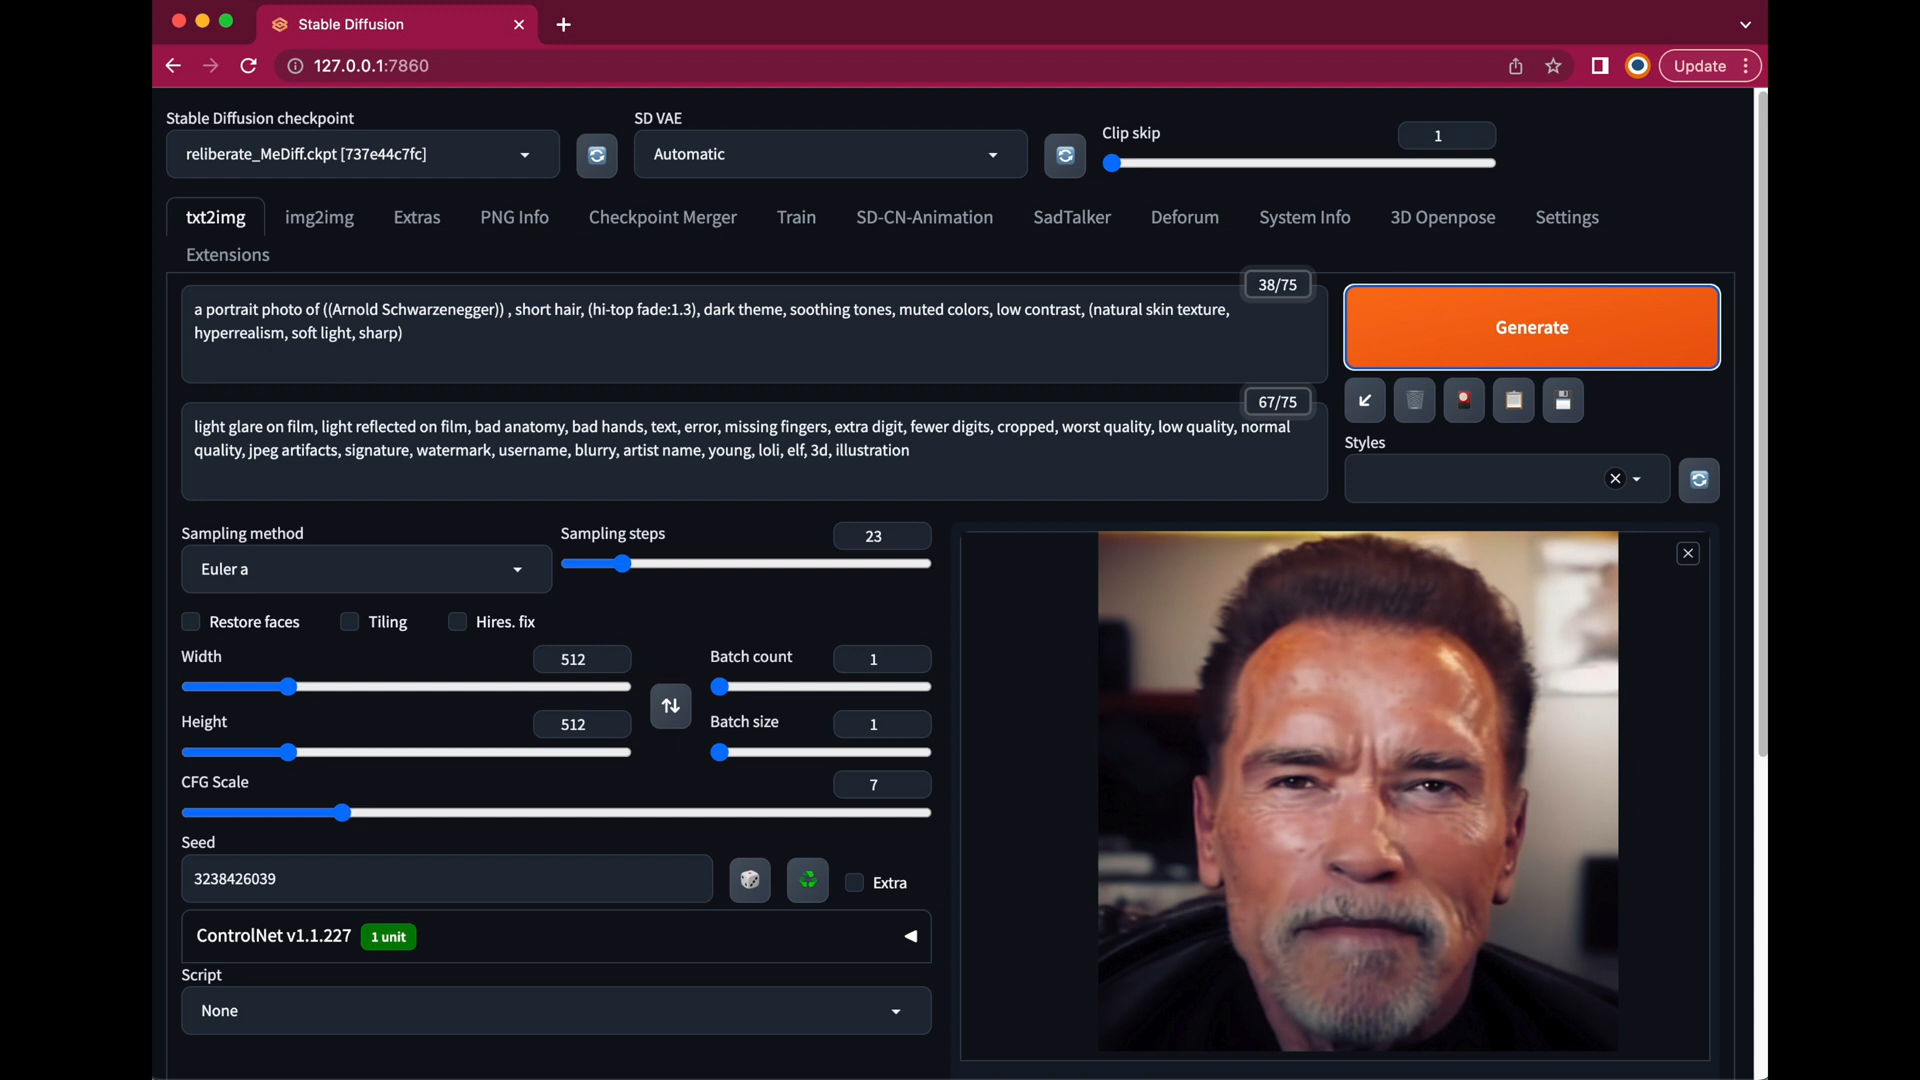 Stable Diffusion
127.0.0.1:7860
Update
Stable Diffusion checkpoint
SD VAE
Clip skip
1
reliberate_MeDiff.ckpt [737e44c7fc]
Automatic
txt2img
img2img
Extras
PNG Info
Checkpoint Merger
Train
SD-CN-Animation
SadTalker
Deforum
System Info
3D Openpose
Settings
Extensions
38/75
a portrait photo of ((Arnold Schwarzenegger)) , short hair, (hi-top fade:1.3), dark theme, soothing tones, muted colors, low contrast, (natural skin texture,
hyperrealism, soft light, sharp)
Generate
67/75
light glare on film, light reflected on film, bad anatomy, bad hands, text, error, missing fingers, extra digit, fewer digits, cropped, worst quality, low quality, normal
quality, jpeg artifacts, signature, watermark, username, blurry, artist name, young, loli, elf, 3d, illustration
Styles
Sampling method
Sampling steps
23
Euler a
Restore faces
Tiling
Hires. fix
Width
512
Batch count
1
Height
512
Batch size
1
CFG Scale
7
Seed
3238426039
Extra
ControlNet v1.1.227
1 unit
Script
None